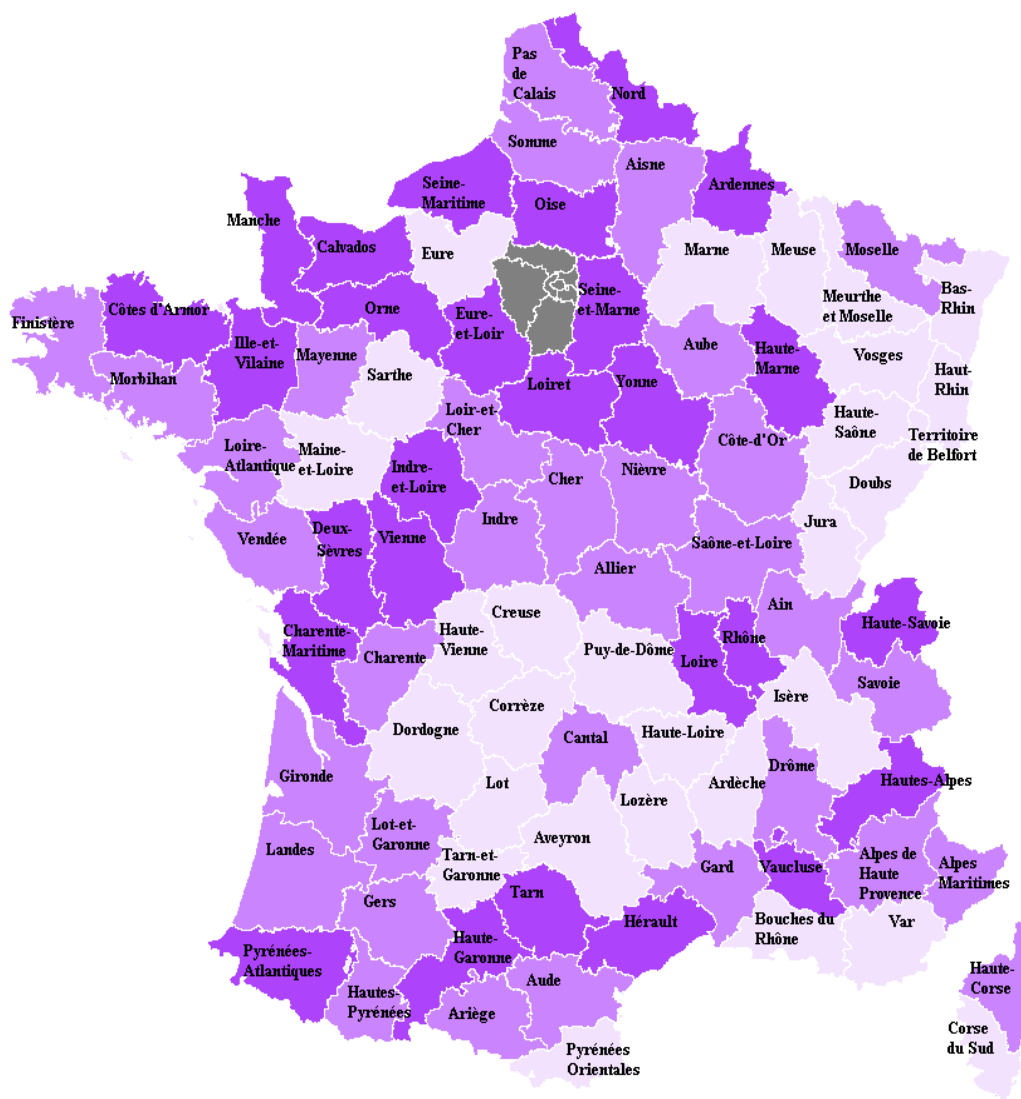 Pas
de
Calais
Nord
Somme
Aisne
Ardennes
Seine-
Maritime
Oise
Manche
Calvados
Eure
Marne
Meuse
Moselle
Bas-
Rhin
Meurthe
et Moselle
Seine-
et-Marne
Finistère
Côtes d'Armor
Orne
Eure-
et-Loir
Ille-et-
Vilaine
Mayenne
Aube
Haute-
Marne
Vosges
Haut-
Rhin
Morbihan
Sarthe
Loiret
Yonne
Loir-et-
Cher
Haute-
Saône
Territoire
de Belfort
Côte-d'Or
Loire-
Atlantique
Maine-
et-Loire
Indre-
et-Loire
Cher
Nièvre
Doubs
Jura
Vendée
Deux-
Sèvres
Vienne
Indre
Saône-et-Loire
Allier
Ain
Haute-Savoie
Creuse
Haute-
Vienne
Charente-
Maritime
Charente
Puy-de-Dôme
Loire
Rhône
Savoie
Isère
Corrèze
Dordogne
Cantal
Haute-Loire
Gironde
Lot
Lozère
Ardèche
Drôme
Hautes-Alpes
Lot-et-
Garonne
Landes
Aveyron
Tarn-et-
Garonne
Gard
Vaucluse
Alpes de
Haute
Provence
Alpes
Maritimes
Gers
Tarn
Hérault
Bouches du
Rhône
Var
Pyrénées-
Atlantiques
Haute-
Garonne
Hautes-
Pyrénées
Aude
Ariège
Haute-
Corse
Corse
du Sud
Pyrénées
Orientales